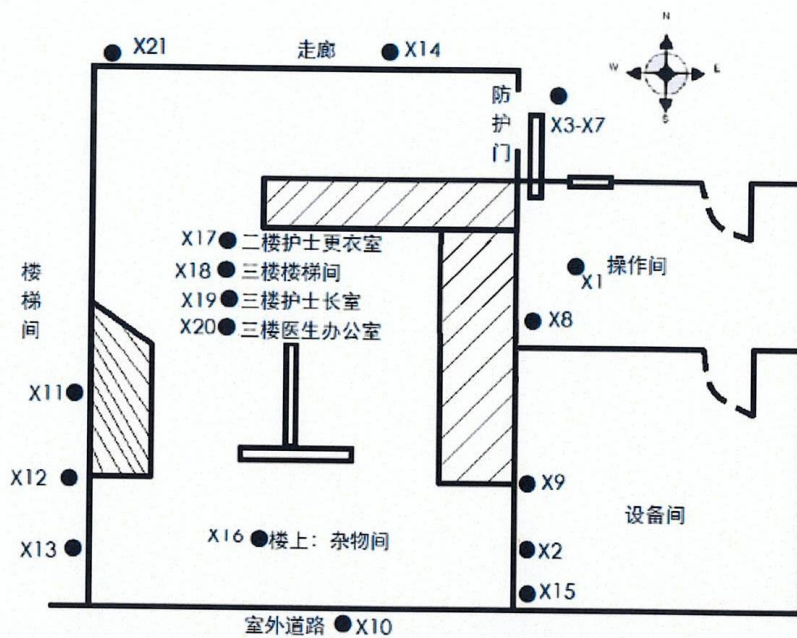 X21
走廊
X14
N
W
E
S
防护门
X3-X7
X17
二楼护士更衣室
X18
三楼楼梯间
X19
三楼护士长室
X20
三楼医生办公室
楼梯间
操作间
X1
X8
X11
X12
X9
设备间
X13
X16
楼上：杂物间
X2
X15
室外道路
X10